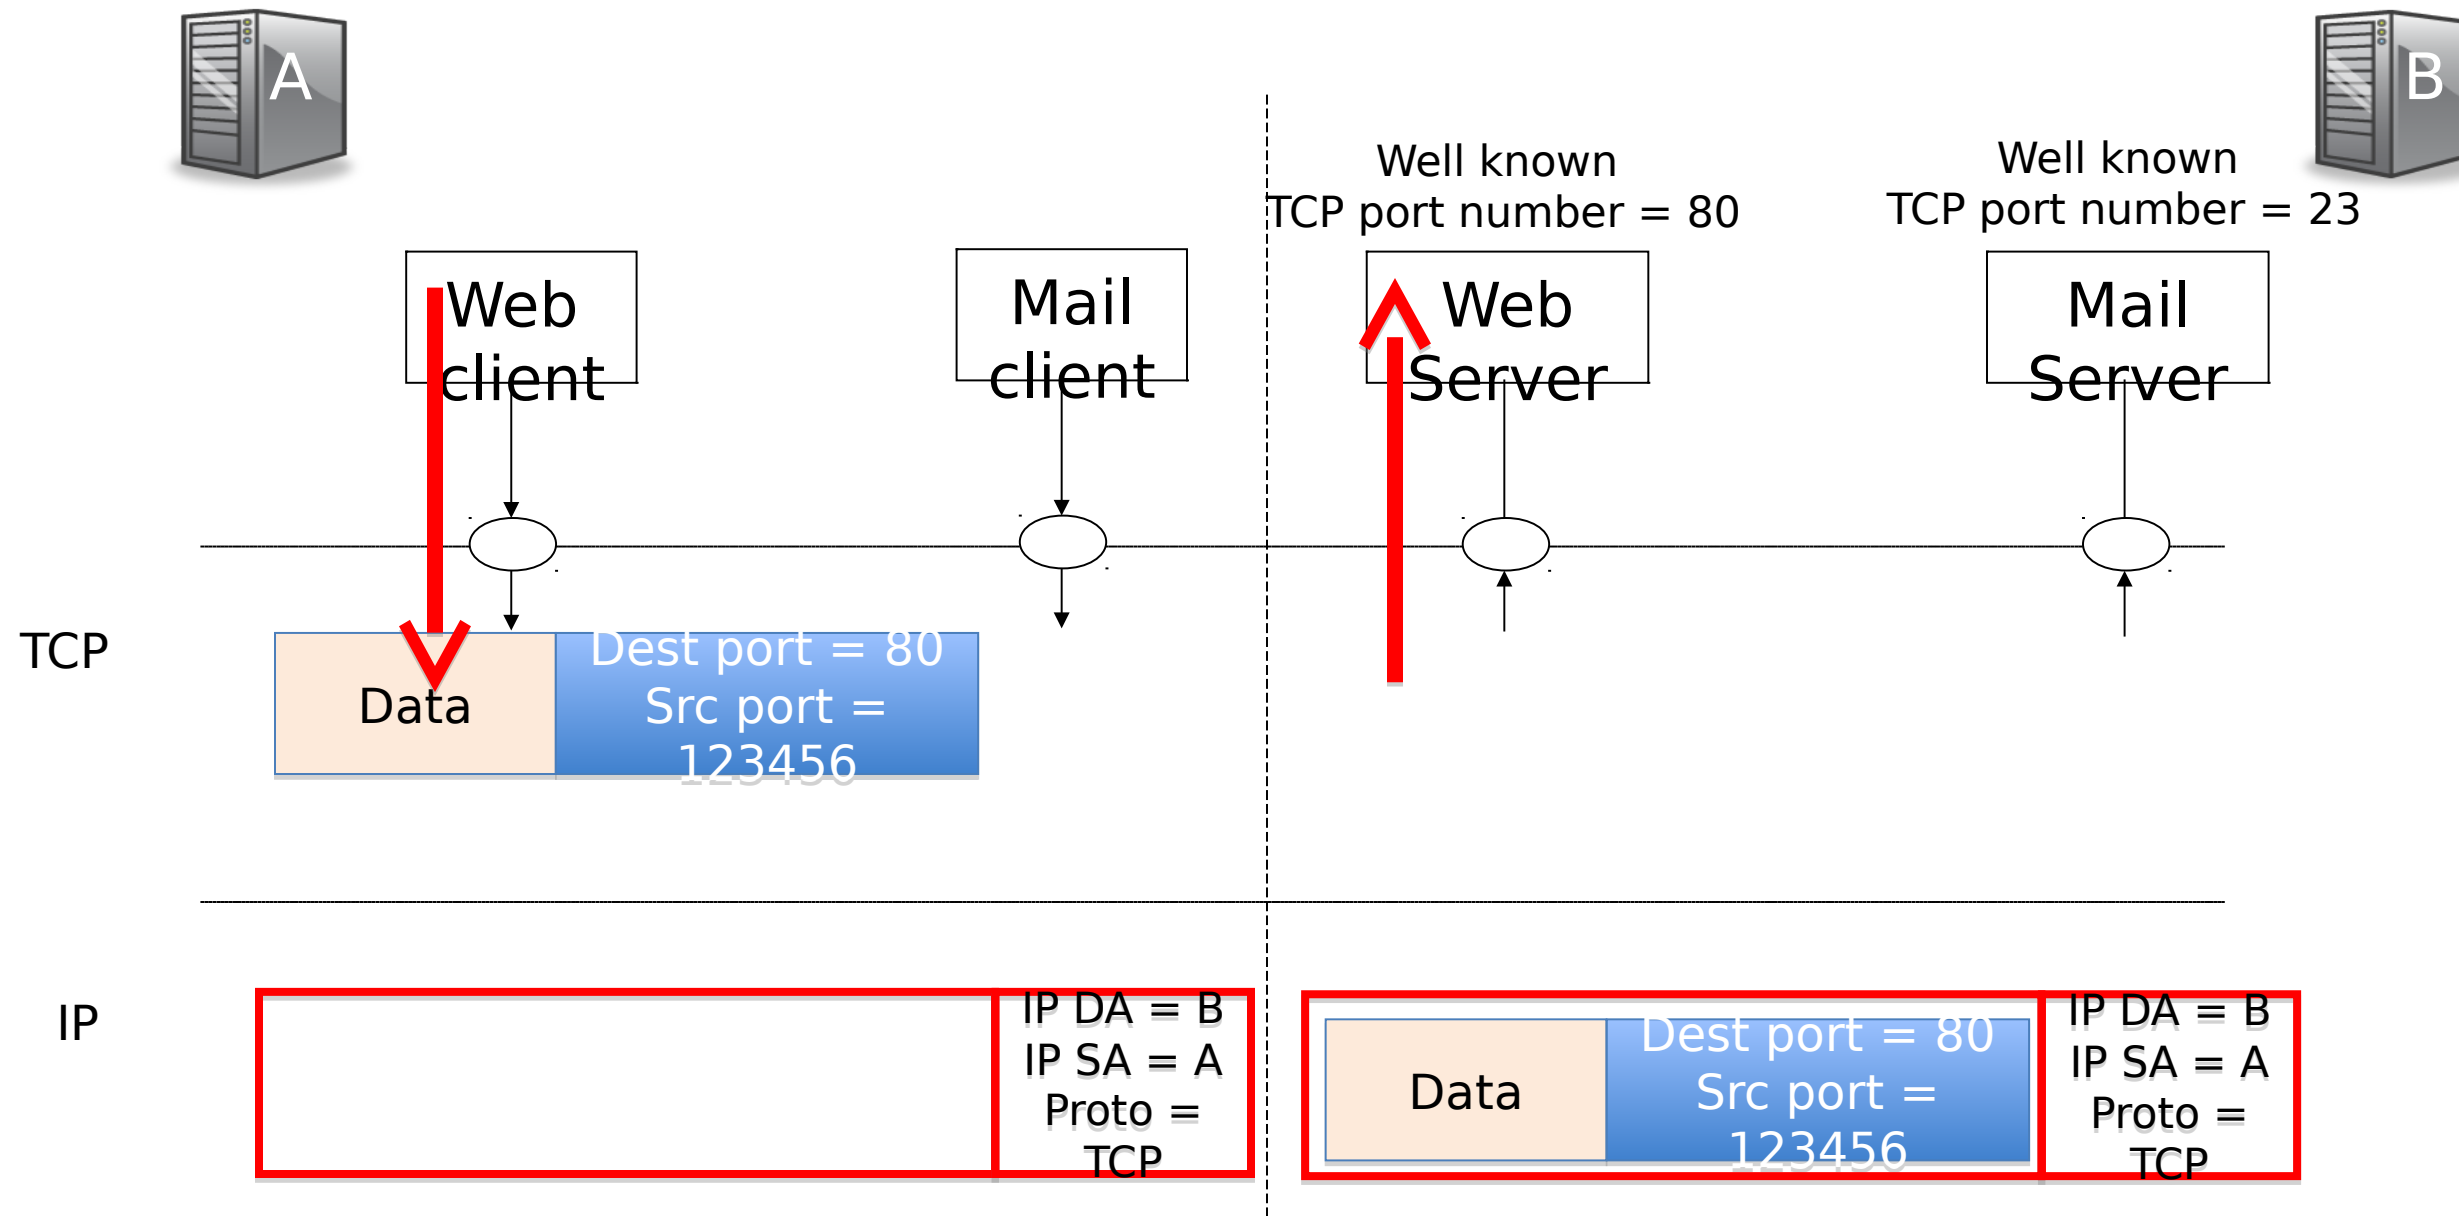 A
B
Well known
TCP port number = 80
Well known
TCP port number = 23
Web
client
Mail
client
Web
Server
Mail
Server
TCP
Data
Dest port = 80
Src port =
123456
IP
IP DA = B
IP SA = A
Proto =
TCP
Data
Dest port = 80
Src port =
123456
IP DA = B
IP SA = A
Proto =
TCP